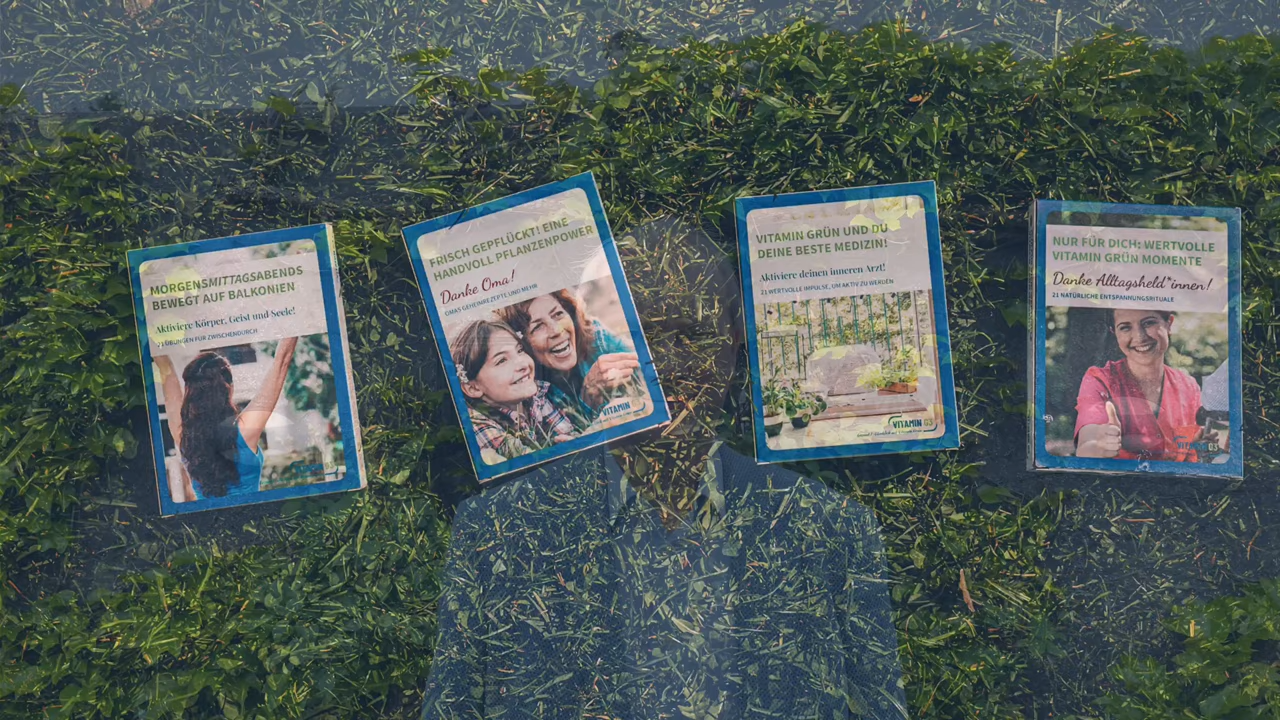 MORGENSMITTAGSABENDS
BEWEGT AUF BALKONIEN
Aktiviere Körper, Geist und Seele!
21 ÜBUNGEN FÜR ZWISCHENDURCH
FRISCH GEPFLÜCKT! EINE
HANDVOLL PFLANZENPOWER
Danke Oma!
OMAS GEHEIMREZEPTE UND MEHR
VITAMIN
VITAMIN GRÜN UND DU
DEINE BESTE MEDIZIN!
Aktiviere deinen inneren Arzt!
21 WERTVOLLE IMPULSE, UM AKTIV ZU WERDEN
VITAMIN G3
NUR FÜR DICH: WERTVOLLE
VITAMIN GRÜN MOMENTE
Danke Alltagsheld*innen!
21 NATÜRLICHE ENTSPANNUNGSRITUALE
VITAMIN G3